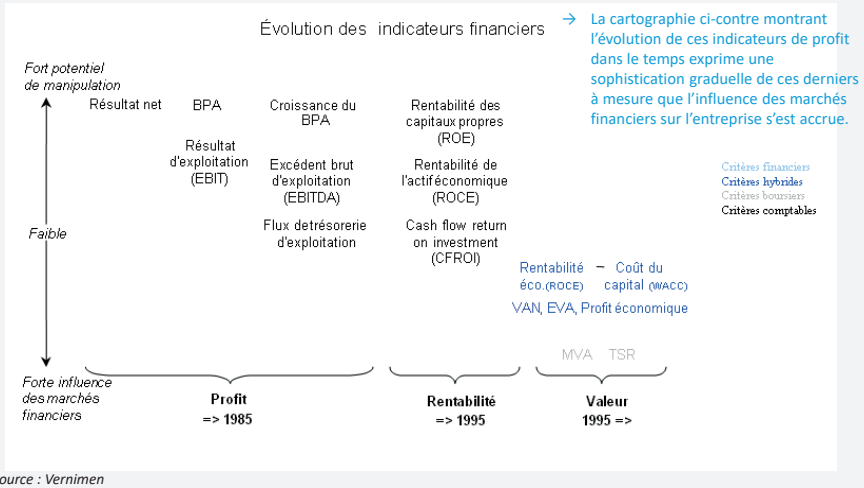 Évolution des indicateurs financiers
→ La cartographie ci-contre montrant
l'évolution de ces indicateurs de profit
dans le temps exprime une
sophistication graduelle de ces derniers
à mesure que l'influence des marchés
financiers sur l'entreprise s'est accrue.
Fort potentiel
de manipulation
Résultat net
BPA
Croissance du
BPA
Rentabilité des
capitaux propres
(ROE)
Résultat
d'exploitation
(EBIT)
Excédent brut
d'exploitation
(EBITDA)
Rentabilité de
l'actif économique
(ROCE)
Critères financiers
Critères hybrides
Critères boursiers
Critères comptables
Faible
Flux detrésorerie
d'exploitation
Cash flow return
on investment
(CFROI)
Rentabilité – Coût du
éco.(ROCE) capital (WACC)
VAN, EVA, Profit économique
MVA TSR
Forte influence
des marchés
financiers
Profit
=> 1985
Rentabilité
=> 1995
Valeur
1995 =>
ource : Vernimen